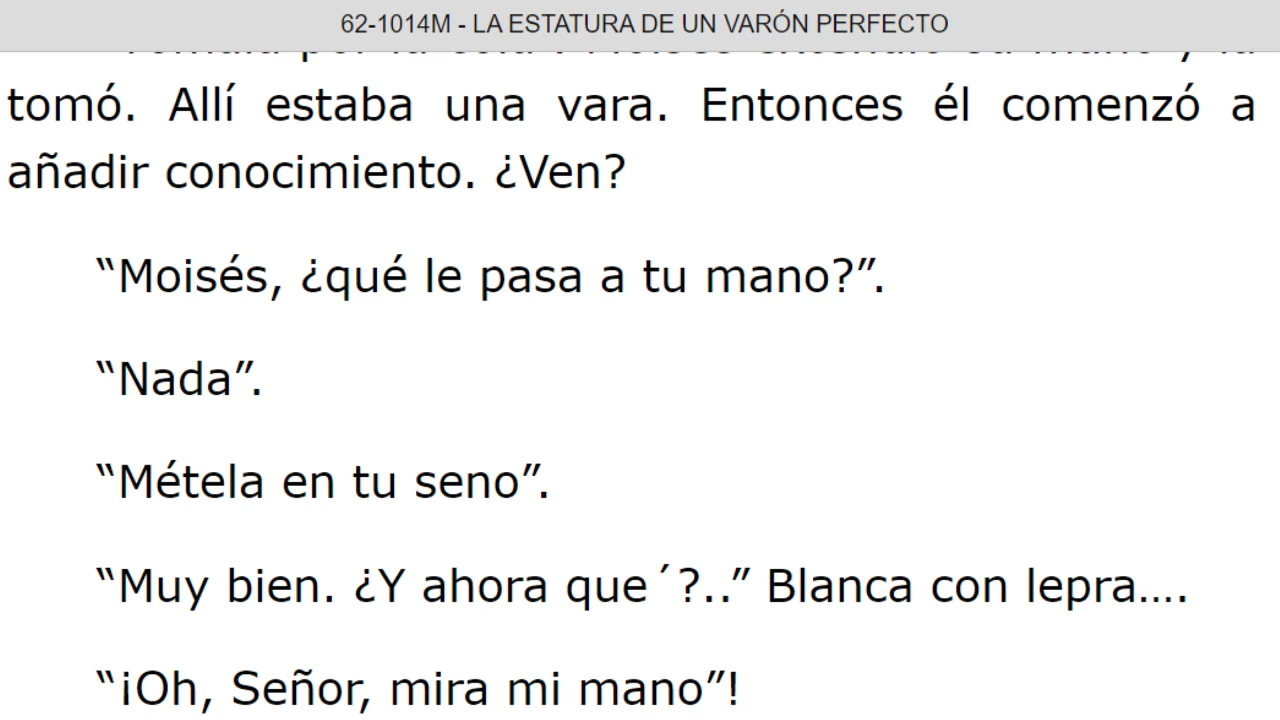 62-1014M - LA ESTATURA DE UN VARÓN PERFECTO
tomó. Allí estaba una vara. Entonces él comenzó a
añadir conocimiento. ¿Ven?
“Moisés, ¿qué le pasa a tu mano?”.
“Nada”.
“Métela en tu seno”.
“Muy bien. ¿Y ahora que´?..” Blanca con lepra….
“¡Oh, Señor, mira mi mano”!